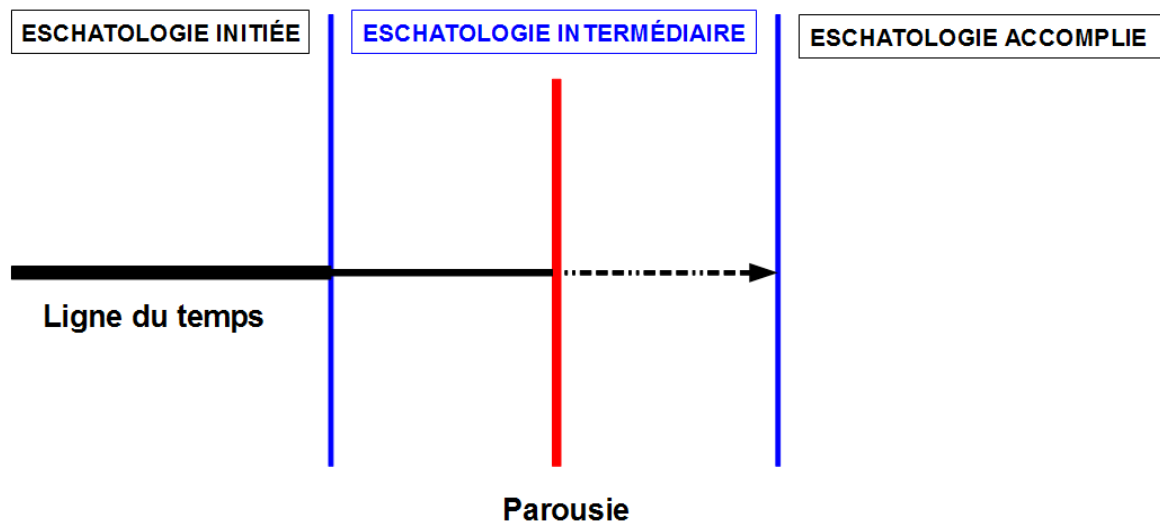 ESCHATOLOGIE INITIÉE
ESCHATOLOGIE INTERMÉDIAIRE
ESCHATOLOGIE ACCOMPLIE
Ligne du temps
Parousie